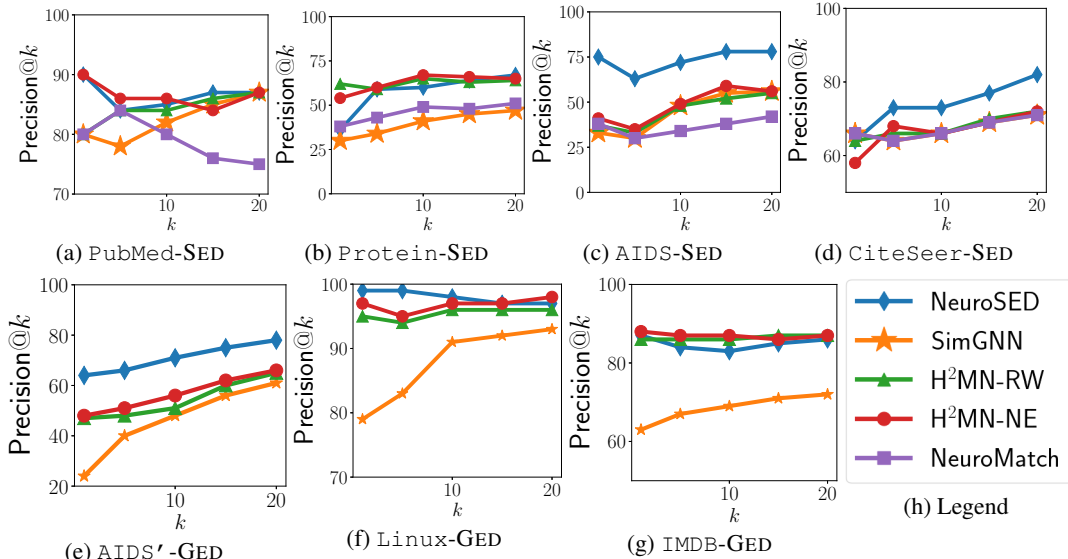 Precision@k
100
90
80
70
10
20
k
(a) PubMed-SED
Precision@k
100
75
50
25
0
10
20
k
(b) Protein-SED
Precision@k
75
50
25
0
10
20
k
(c) AIDS-SED
Precision@k
100
80
60
10
20
k
(d) CiteSeer-SED
Precision@k
100
80
60
40
20
10
20
k
(e) AIDS'-GED
Precision@k
100
90
80
70
10
20
k
(f) Linux-GED
Precision@k
100
80
60
10
20
k
(g) IMDB-GED
NeuroSED
SimGNN
H²MN-RW
H²MN-NE
NeuroMatch
(h) Legend